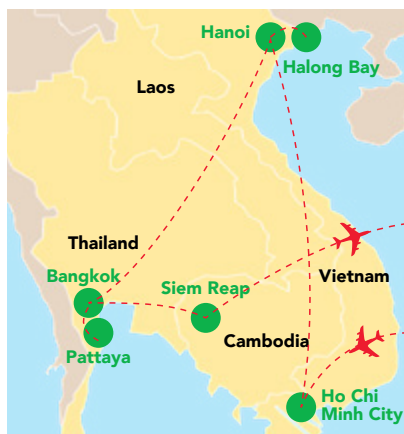 Hanoi
Halong Bay
Laos
Thailand
Bangkok
Siem Reap
Vietnam
Pattaya
Cambodia
Ho Chi
Minh City